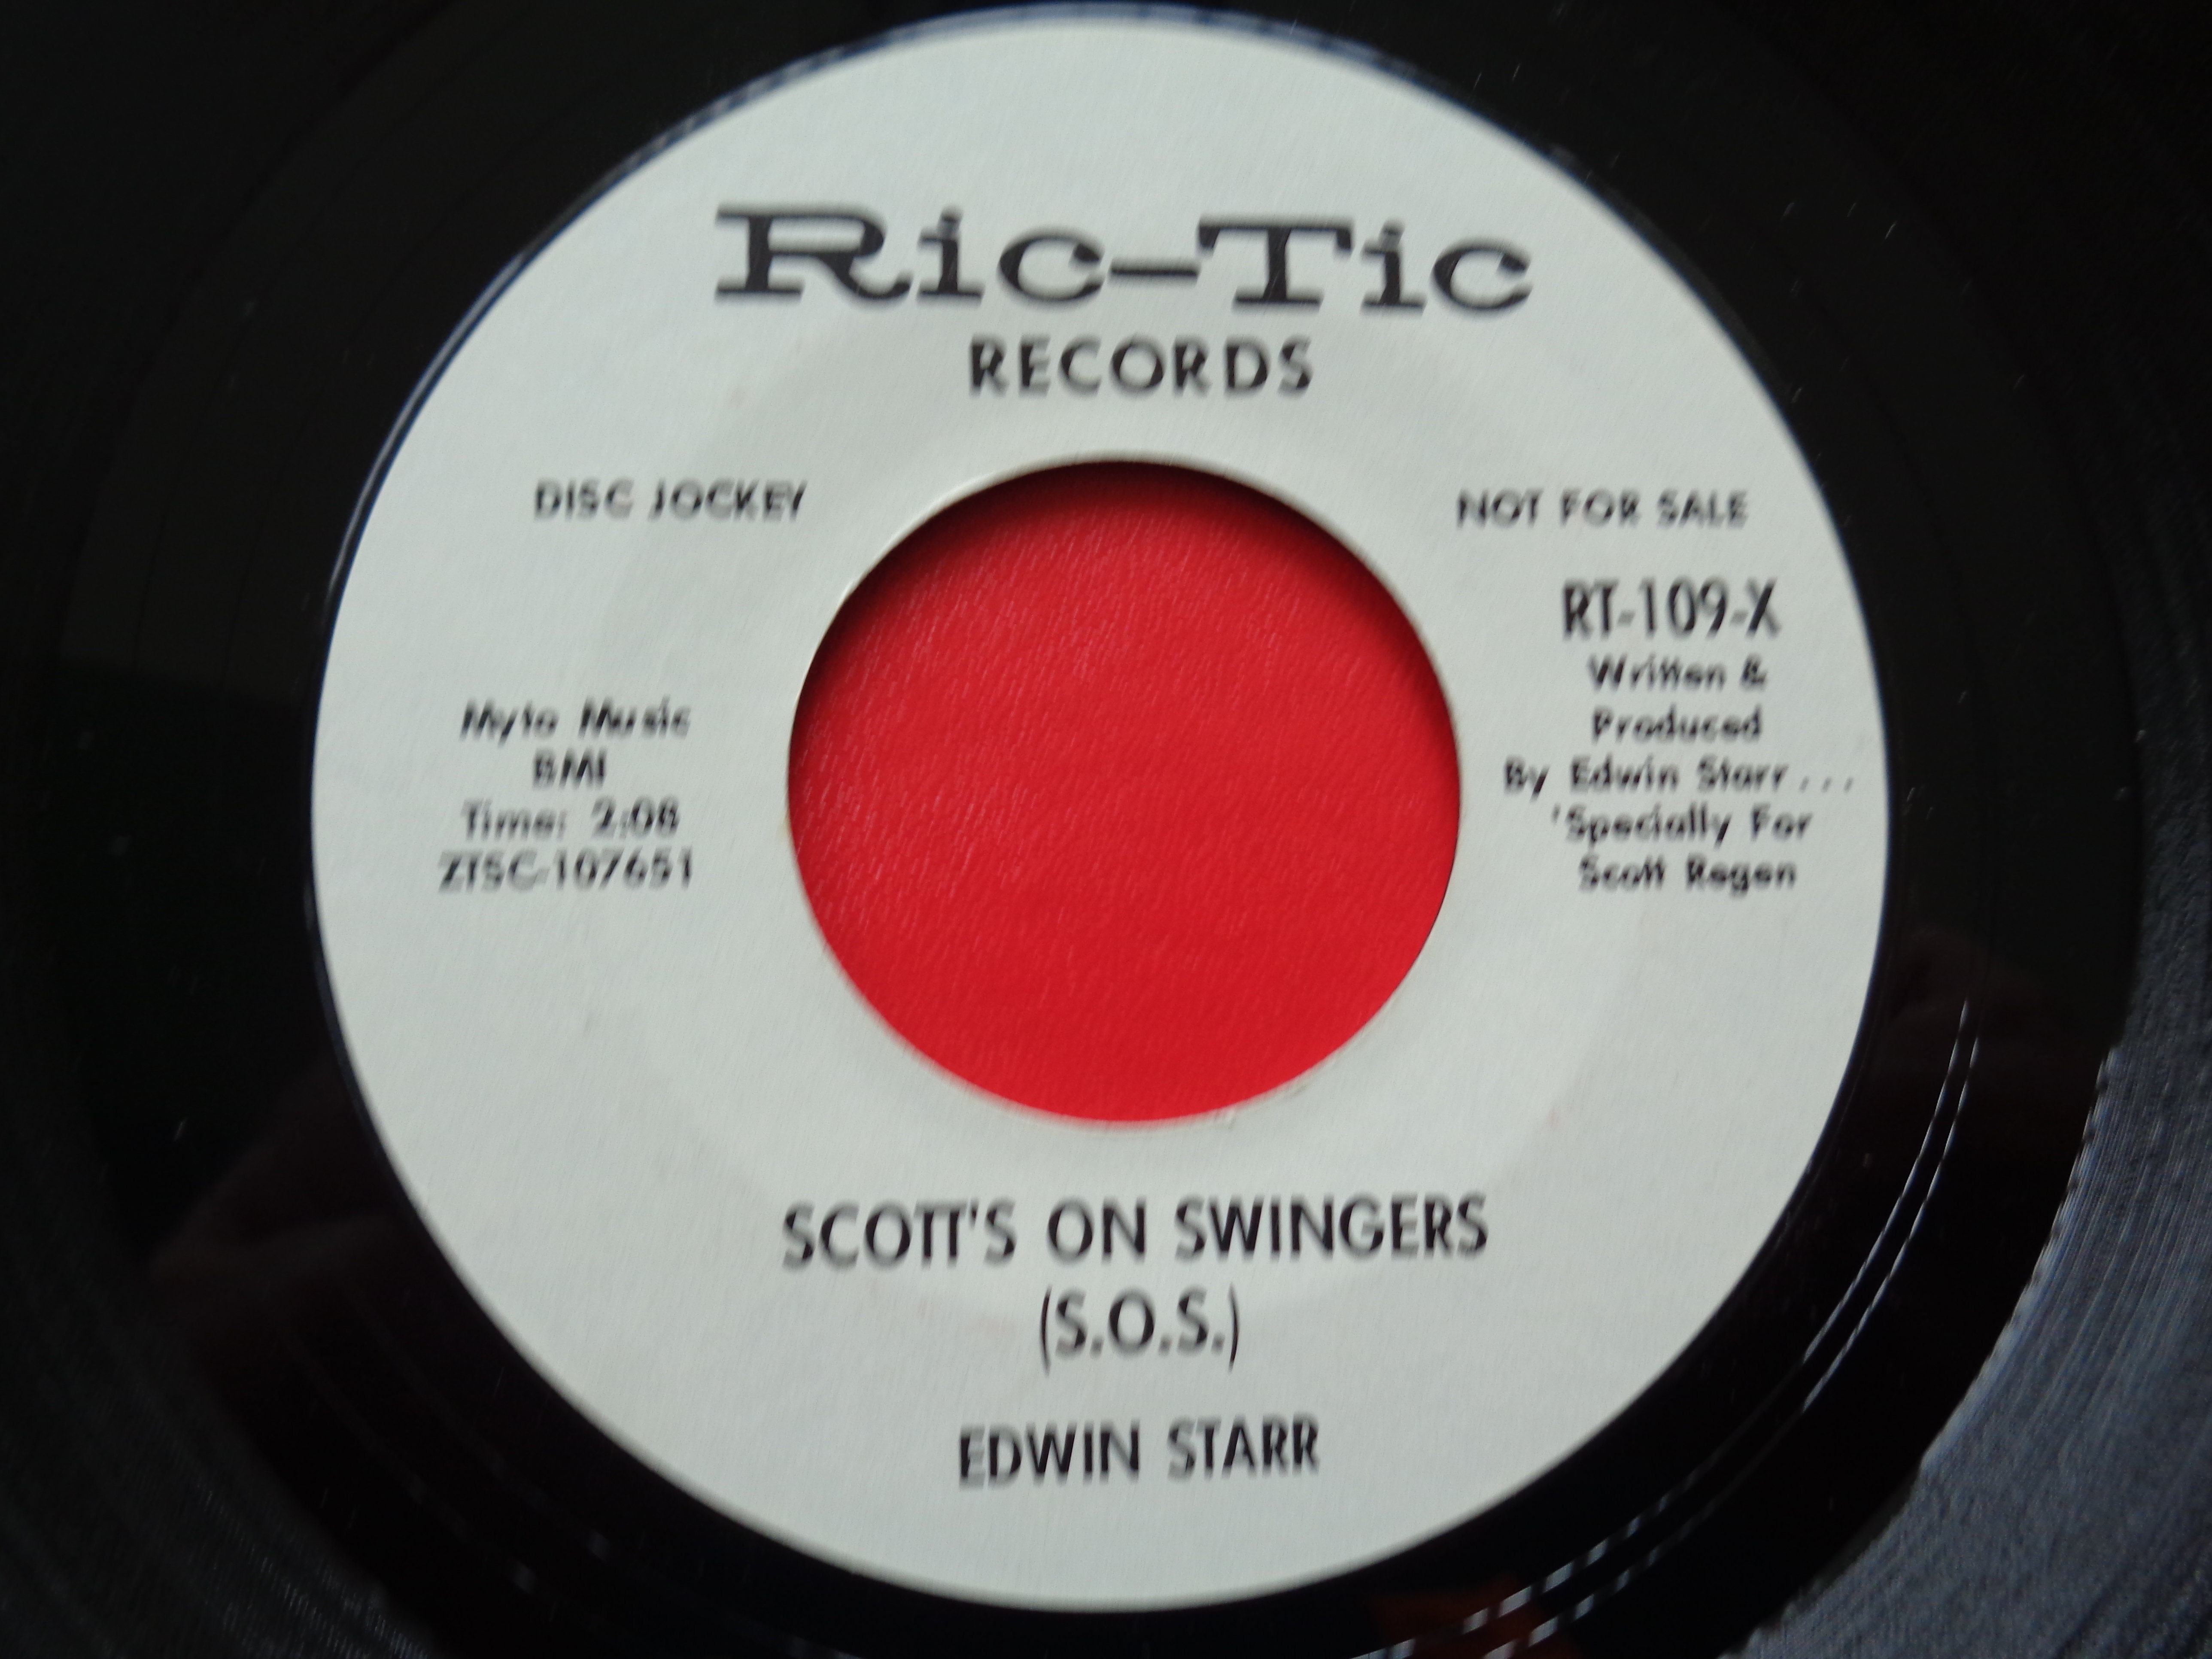 Ric-Tic
RECORDS
DISC JOCKEY
NOT FOR SALE
RT-109-X
Written &
Produced
By Edwin Starr...
'Specially For
Scott Regen
Myto Music
BMI
Time: 2:08
ZTSC-107651
SCOTT'S ON SWINGERS
(S.O.S.)
EDWIN STARR